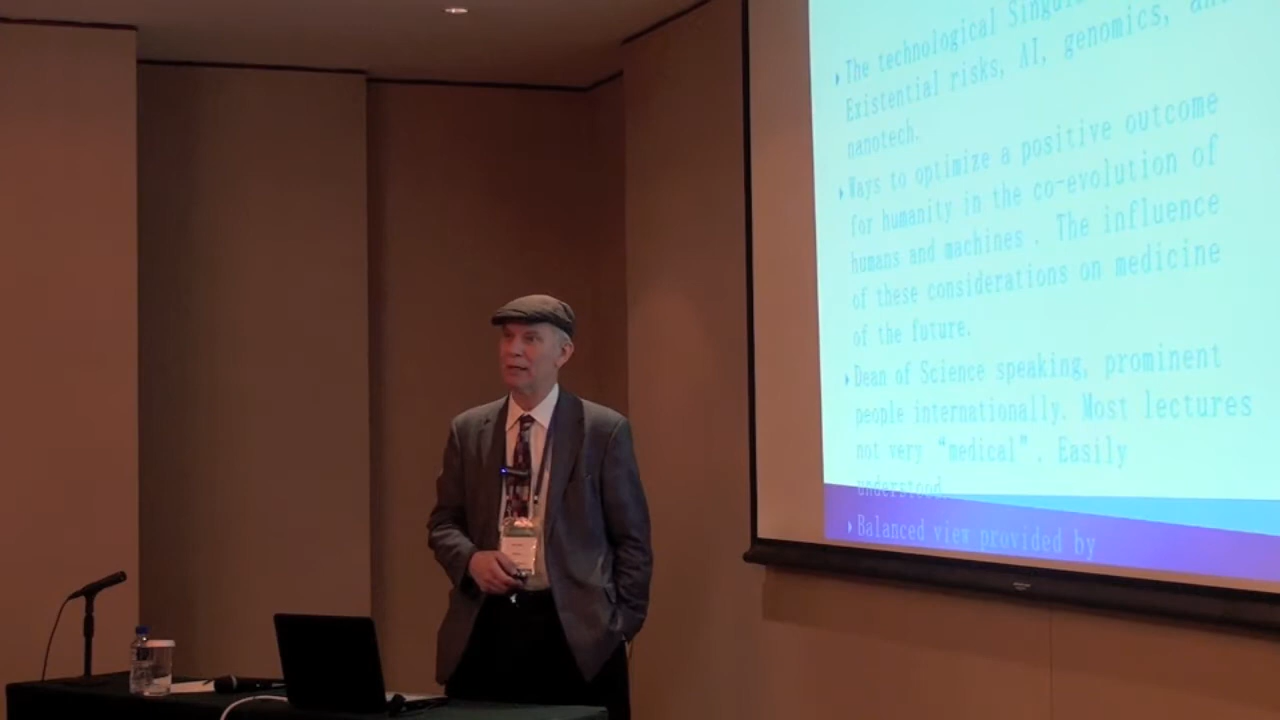 The technological
Existential risks, AI, genomics, and
nanotech.
Ways to optimize a positive outcome
for humanity in the co-evolution of
humans and machines . The influence
of these considerations on medicine
of the future.
Dean of Science speaking, prominent
people internationally. Most lectures
not very “medical”. Easily
understood.
Balanced view provided by